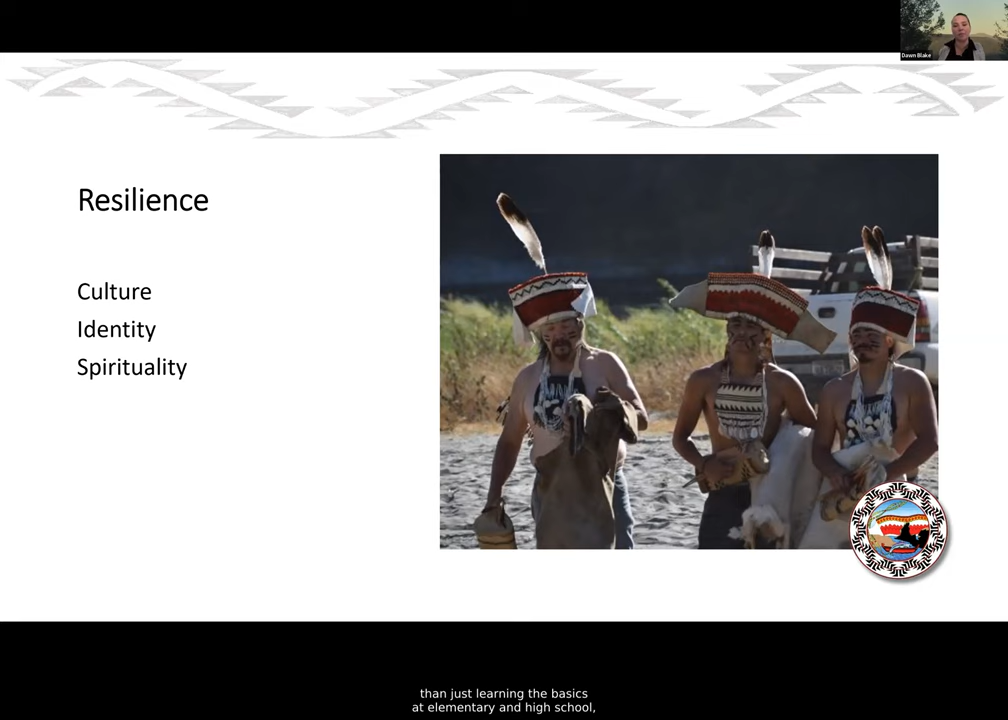 Dawn Blake
Resilience
Culture
Identity
Spirituality
than just learning the basics
at elementary and high school,